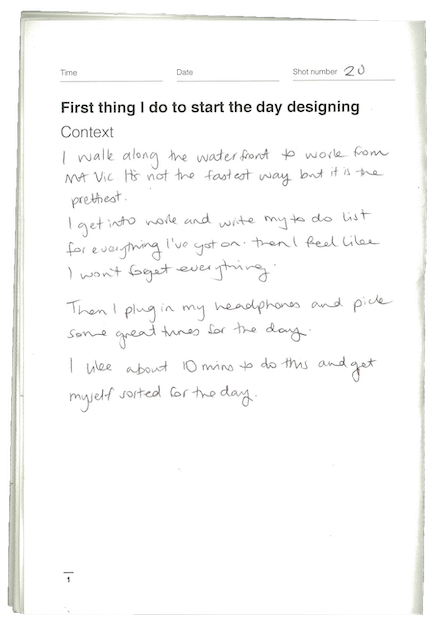 Time Date Shot number 20
First thing I do to start the day designing
Context
I walk along the waterfront to work from
Mt Vic It's not the fastest way but it is the
prettiest.
I get into work and write my to do list
for everything I've got on. then I feel like
I won't foget everything.
Then I plug in my headphones and pick
some great tunes for the day.
I like about 10 mins to do this and get
myself sorted for the day.
1